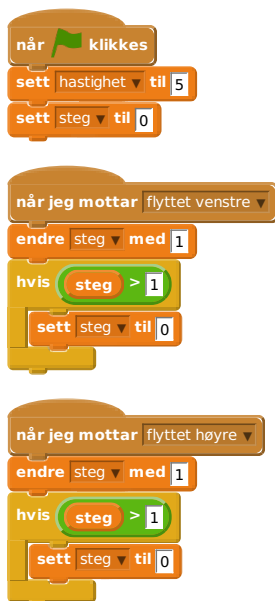 når klikkes
sett hastighet til 5
sett steg til 0
når jeg mottar flyttet venstre
endre steg med 1
hvis steg > 1
sett steg til 0
når jeg mottar flyttet høyre
endre steg med 1
hvis steg > 1
sett steg til 0